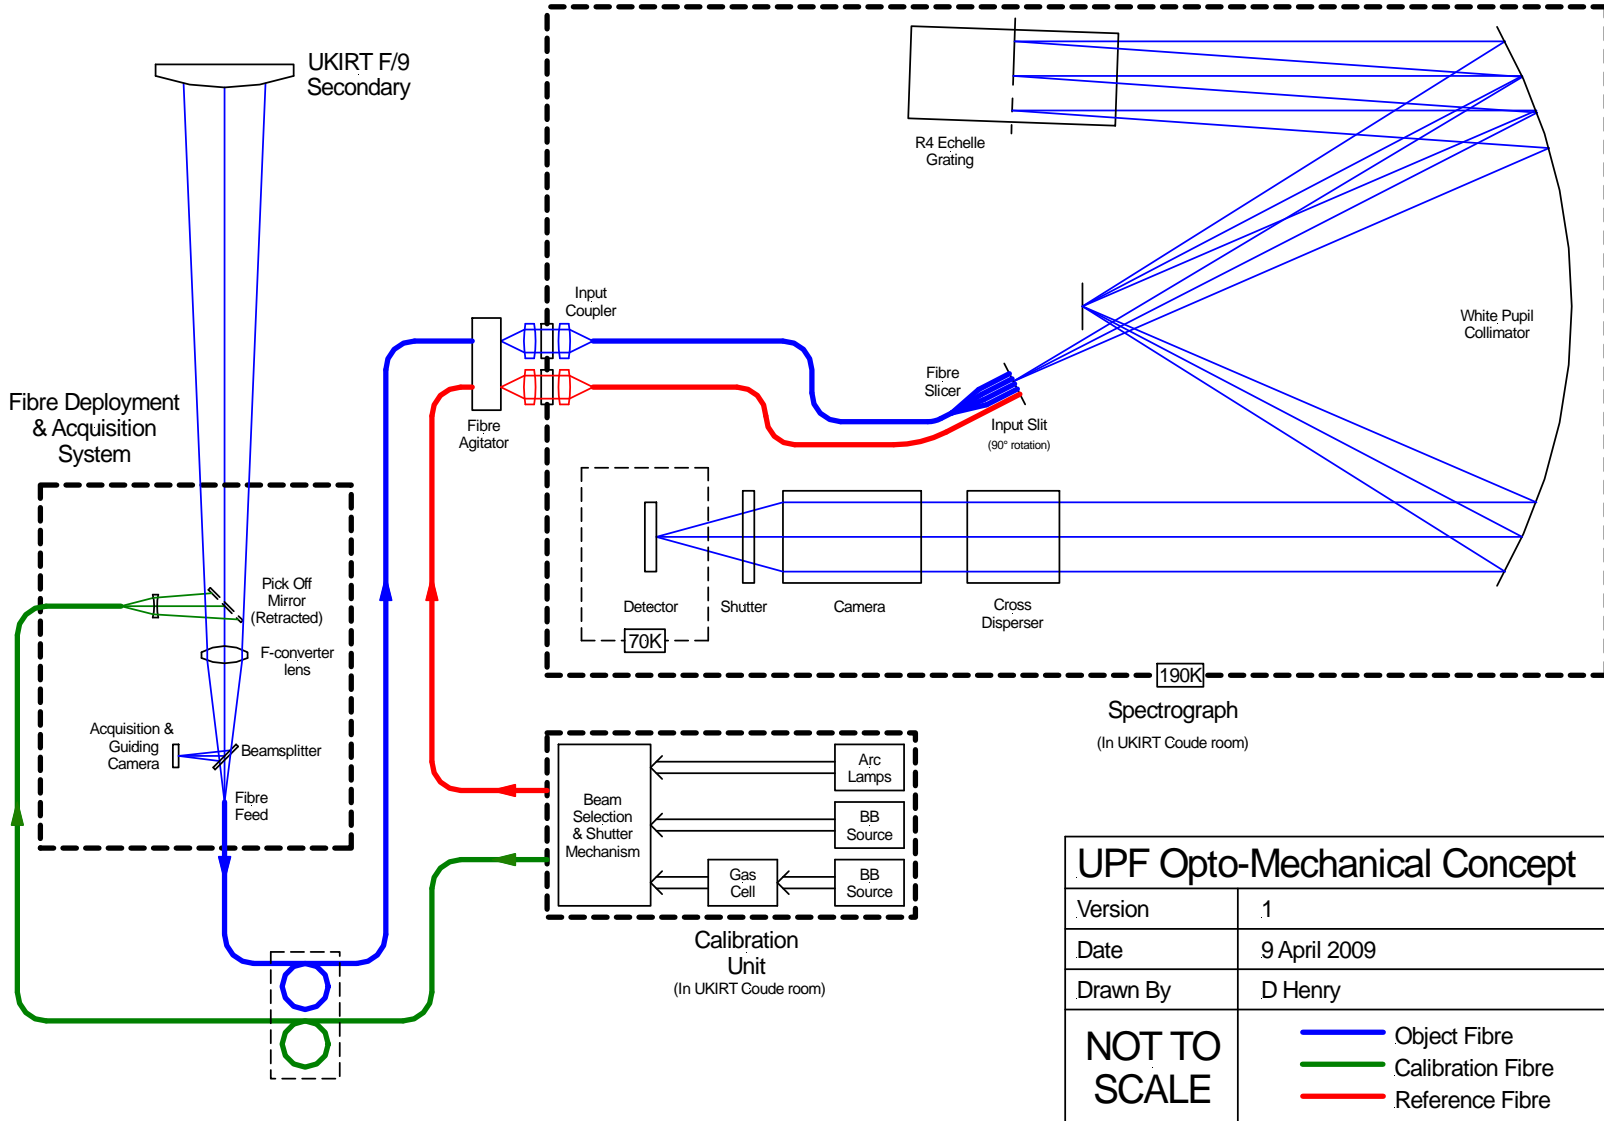 UKIRT F/9
Secondary
R4 Echelle
Grating
White Pupil
Collimator
Input
Coupler
Fibre
Slicer
Input Slit
(90° rotation)
Fibre
Agitator
Fibre Deployment
& Acquisition
System
Pick Off
Mirror
(Retracted)
F-converter
lens
Acquisition &
Guiding
Camera
Beamsplitter
Fibre
Feed
Detector
70K
Shutter
Camera
Cross
Disperser
190K
Spectrograph
(In UKIRT Coude room)
Beam
Selection
& Shutter
Mechanism
Arc
Lamps
BB
Source
Gas
Cell
BB
Source
Calibration
Unit
(In UKIRT Coude room)
UPF Opto-Mechanical Concept
Version 1
Date 9 April 2009
Drawn By D Henry
NOT TO
SCALE
Object Fibre
Calibration Fibre
Reference Fibre